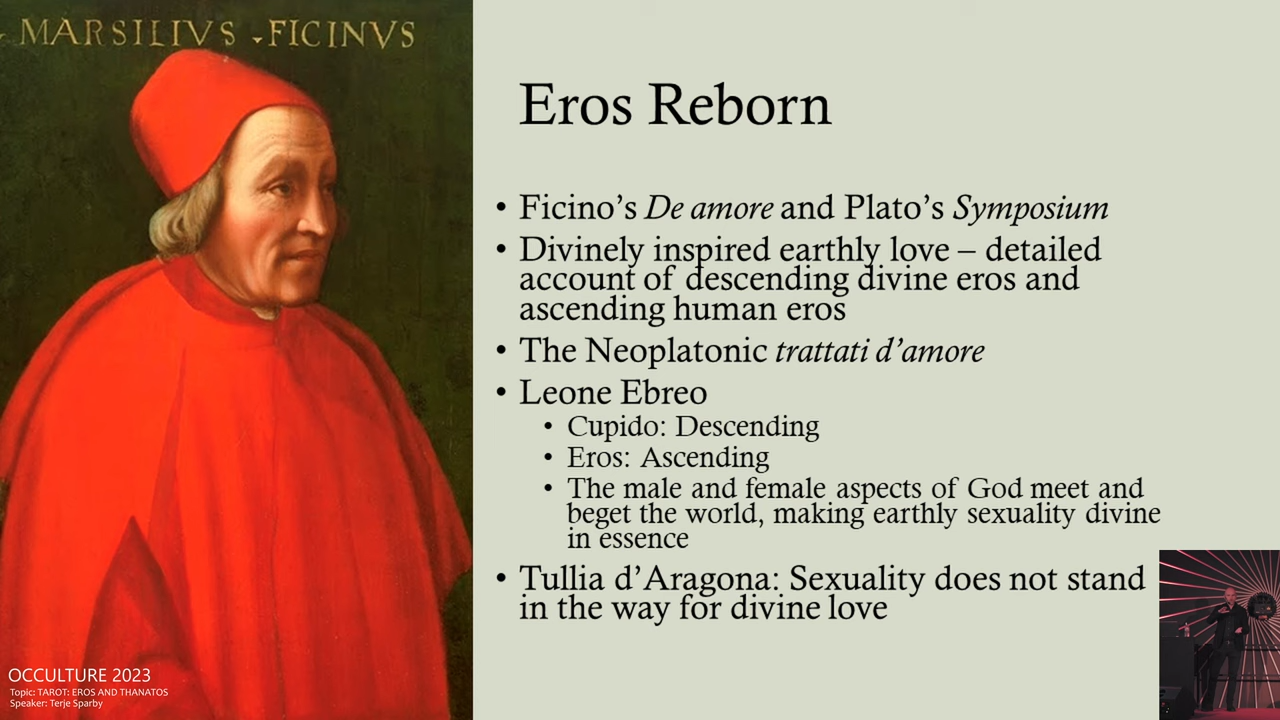 MARSILIVS - FICINVS
Eros Reborn
• Ficino’s De amore and Plato’s Symposium
• Divinely inspired earthly love – detailed
account of descending divine eros and
ascending human eros
• The Neoplatonic trattati d’amore
• Leone Ebreo
• Cupido: Descending
• Eros: Ascending
• The male and female aspects of God meet and
beget the world, making earthly sexuality divine
in essence
• Tullia d’Aragona: Sexuality does not stand
in the way for divine love
OCCULTURE 2023
Topic: TAROT: EROS AND THANATOS
Speaker: Terje Sparby